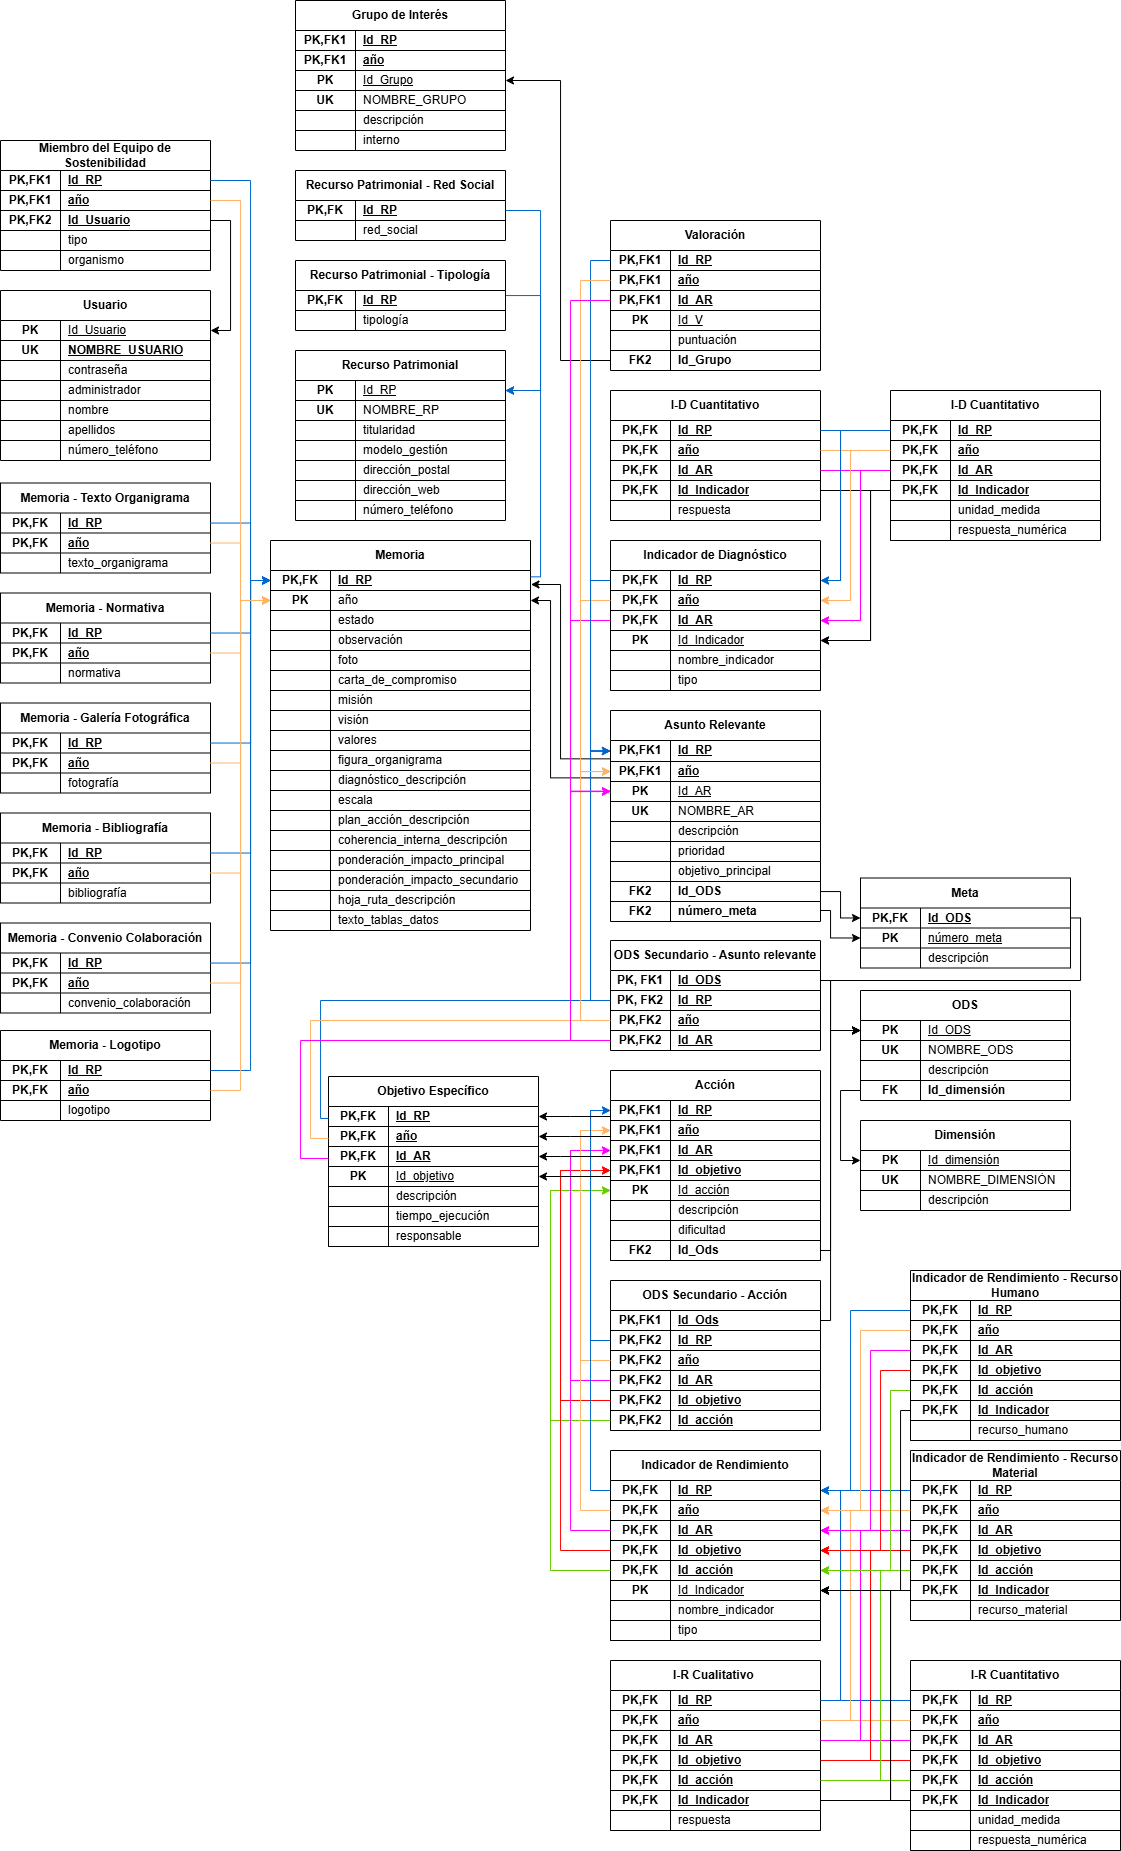 Grupo de Interés
PK,FK1 Id_RP
PK,FK1 año
PK Id_Grupo
UK NOMBRE_GRUPO
descripción
interno
Miembro del Equipo de
Sostenibilidad
PK,FK1 Id_RP
PK,FK1 año
PK,FK2 Id_Usuario
tipo
organismo
Usuario
PK Id_Usuario
UK NOMBRE_USUARIO
contraseña
administrador
nombre
apellidos
número_teléfono
Memoria - Texto Organigrama
PK,FK Id_RP
PK,FK año
texto_organigrama
Memoria - Normativa
PK,FK Id_RP
PK,FK año
normativa
Memoria - Galería Fotográfica
PK,FK Id_RP
PK,FK año
fotografía
Memoria - Bibliografía
PK,FK Id_RP
PK,FK año
bibliografía
Memoria - Convenio Colaboración
PK,FK Id_RP
PK,FK año
convenio_colaboración
Memoria - Logotipo
PK,FK Id_RP
PK,FK año
logotipo
Recurso Patrimonial - Red Social
PK,FK Id_RP
red_social
Recurso Patrimonial - Tipología
PK,FK Id_RP
tipología
Recurso Patrimonial
PK Id_RP
UK NOMBRE_RP
titularidad
modelo_gestión
dirección_postal
dirección_web
número_teléfono
Memoria
PK,FK Id_RP
PK año
estado
observación
foto
carta_de_compromiso
misión
visión
valores
figura_organigrama
diagnóstico_descripción
escala
plan_acción_descripción
coherencia_interna_descripción
ponderación_impacto_principal
ponderación_impacto_secundario
hoja_ruta_descripción
texto_tablas_datos
Objetivo Específico
PK,FK Id_RP
PK,FK año
PK,FK Id_AR
PK Id_objetivo
descripción
tiempo_ejecución
responsable
Valoración
PK,FK1 Id_RP
PK,FK1 año
PK,FK1 Id_AR
PK Id_V
puntuación
FK2 Id_Grupo
I-D Cuantitativo
PK,FK Id_RP
PK,FK año
PK,FK Id_AR
PK,FK Id_Indicador
respuesta
I-D Cuantitativo
PK,FK Id_RP
PK,FK año
PK,FK Id_AR
PK,FK Id_Indicador
unidad_medida
respuesta_numérica
Indicador de Diagnóstico
PK,FK Id_RP
PK,FK año
PK,FK Id_AR
PK Id_Indicador
nombre_indicador
tipo
Asunto Relevante
PK,FK1 Id_RP
PK,FK1 año
PK Id_AR
UK NOMBRE_AR
descripción
prioridad
objetivo_principal
FK2 Id_ODS
FK2 número_meta
Meta
PK,FK Id_ODS
PK número_meta
descripción
ODS Secundario - Asunto relevante
PK, FK1 Id_ODS
PK, FK2 Id_RP
PK,FK2 año
PK,FK2 Id_AR
ODS
PK Id_ODS
UK NOMBRE_ODS
descripción
FK Id_dimensión
Acción
PK,FK1 Id_RP
PK,FK1 año
PK,FK1 Id_AR
PK,FK1 Id_objetivo
PK Id_acción
descripción
dificultad
FK2 Id_Ods
Dimensión
PK Id_dimensión
UK NOMBRE_DIMENSIÓN
descripción
ODS Secundario - Acción
PK,FK1 Id_Ods
PK,FK2 Id_RP
PK,FK2 año
PK,FK2 Id_AR
PK,FK2 Id_objetivo
PK,FK2 Id_acción
Indicador de Rendimiento - Recurso
Humano
PK,FK Id_RP
PK,FK año
PK,FK Id_AR
PK,FK Id_objetivo
PK,FK Id_acción
PK,FK Id_Indicador
recurso_humano
Indicador de Rendimiento
PK,FK Id_RP
PK,FK año
PK,FK Id_AR
PK,FK Id_objetivo
PK,FK Id_acción
PK Id_Indicador
nombre_indicador
tipo
Indicador de Rendimiento - Recurso
Material
PK,FK Id_RP
PK,FK año
PK,FK Id_AR
PK,FK Id_objetivo
PK,FK Id_acción
PK,FK Id_Indicador
recurso_material
I-R Cualitativo
PK,FK Id_RP
PK,FK año
PK,FK Id_AR
PK,FK Id_objetivo
PK,FK Id_acción
PK,FK Id_Indicador
respuesta
I-R Cuantitativo
PK,FK Id_RP
PK,FK año
PK,FK Id_AR
PK,FK Id_objetivo
PK,FK Id_acción
PK,FK Id_Indicador
unidad_medida
respuesta_numérica